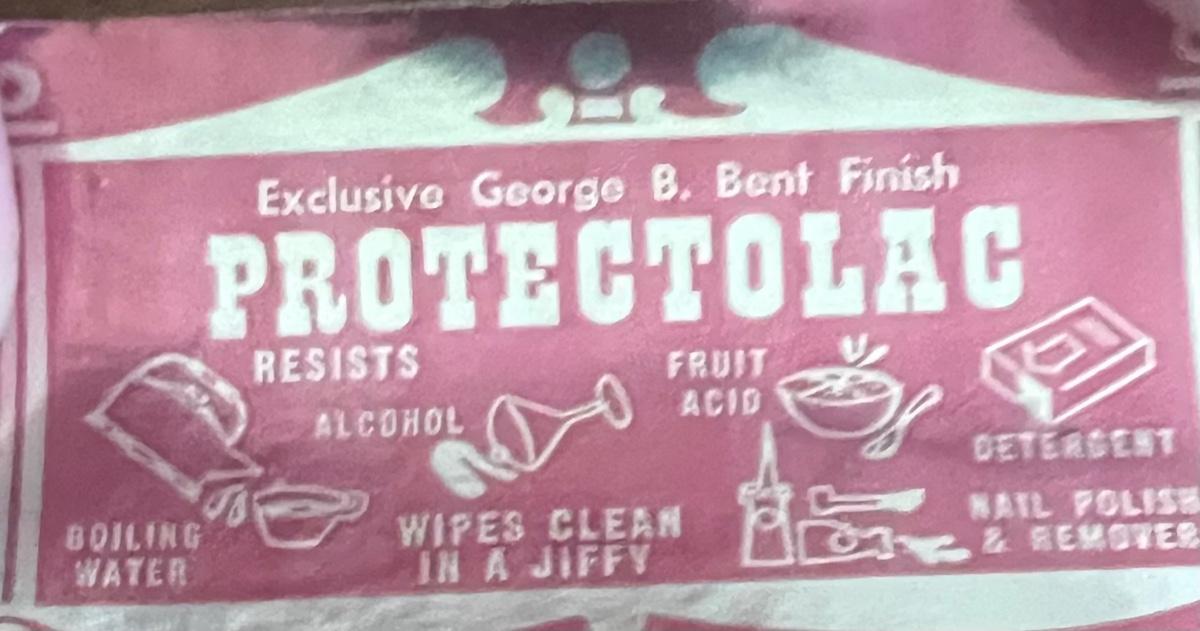 Exclusive George B. Bent Finish
PROTECTOLAC
RESISTS
ALCOHOL
FRUIT
ACID
DETERGENT
BOILING
WATER
WIPES CLEAN
IN A JIFFY
NAIL POLISH
& REMOVER